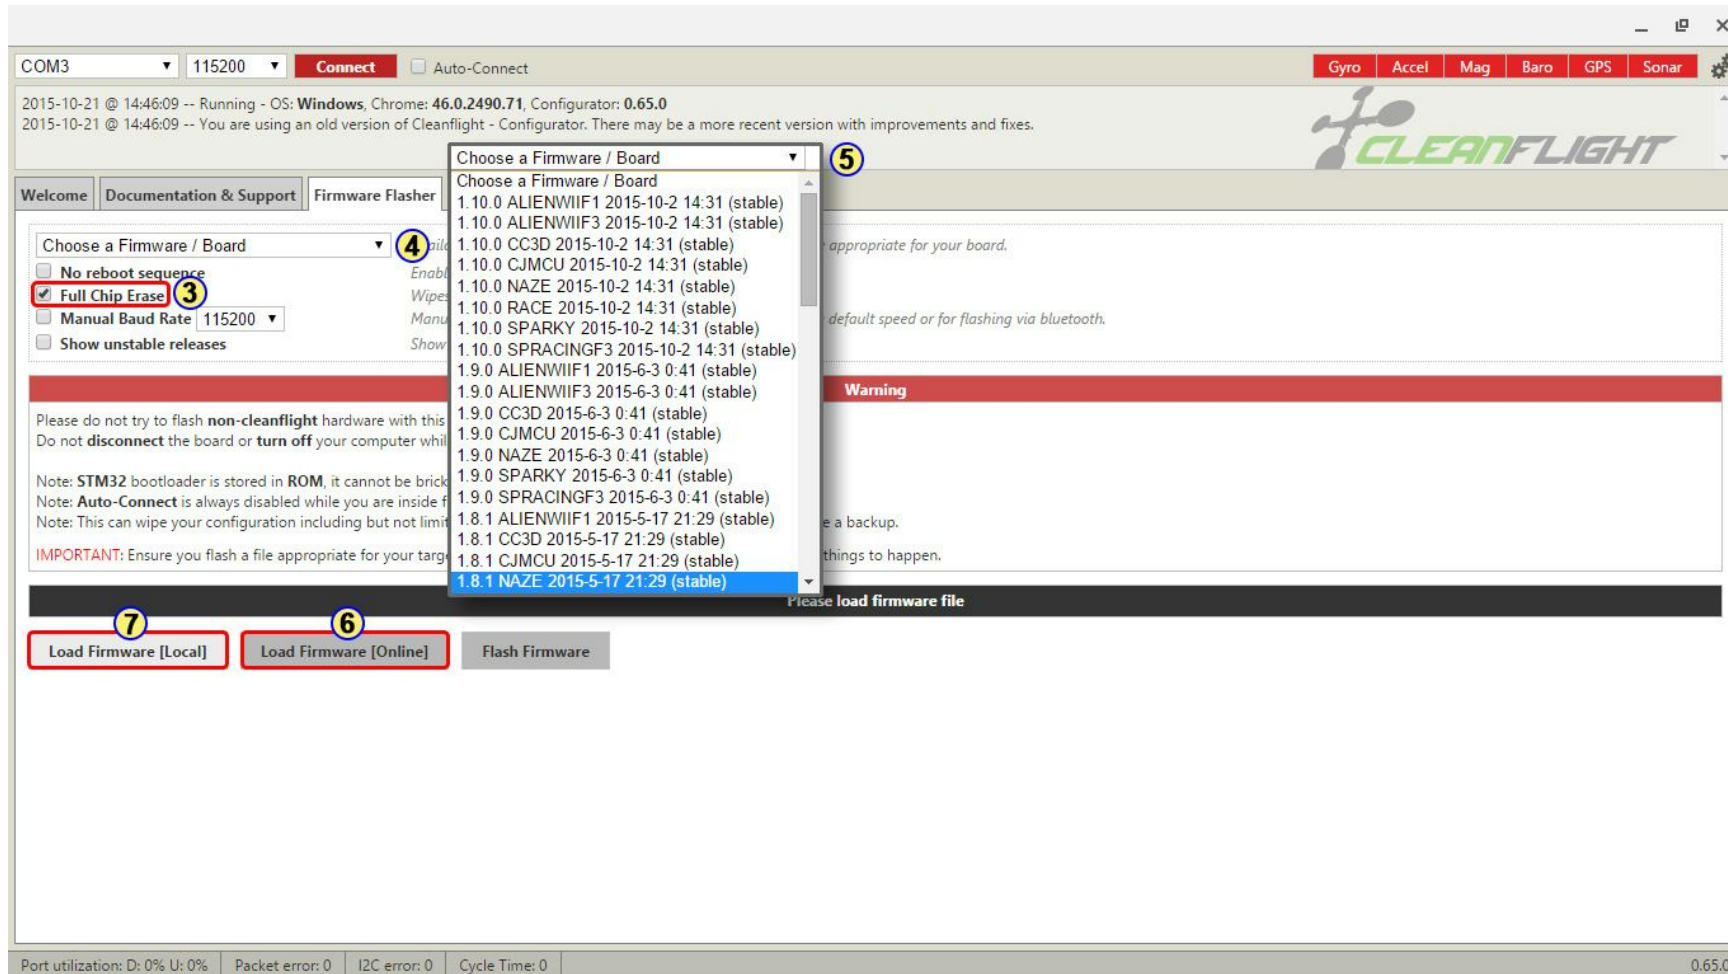 COM3 115200 Connect Auto-Connect Gyro Accel Mag Baro GPS Sonar
2015-10-21 @ 14:46:09 -- Running - OS: Windows, Chrome: 46.0.2490.71, Configurator: 0.65.0
2015-10-21 @ 14:46:09 -- You are using an old version of Cleanflight - Configurator. There may be a more recent version with improvements and fixes.
CLEANFLIGHT
Choose a Firmware / Board 5
Choose a Firmware / Board
1.10.0 ALIENWIIF1 2015-10-2 14:31 (stable)
1.10.0 ALIENWIIF3 2015-10-2 14:31 (stable)
1.10.0 CC3D 2015-10-2 14:31 (stable)
1.10.0 CJMCU 2015-10-2 14:31 (stable)
1.10.0 NAZE 2015-10-2 14:31 (stable)
1.10.0 RACE 2015-10-2 14:31 (stable)
1.10.0 SPARKY 2015-10-2 14:31 (stable)
1.10.0 SPRACINGF3 2015-10-2 14:31 (stable)
1.9.0 ALIENWIIF1 2015-6-3 0:41 (stable)
1.9.0 ALIENWIIF3 2015-6-3 0:41 (stable)
1.9.0 CC3D 2015-6-3 0:41 (stable)
1.9.0 CJMCU 2015-6-3 0:41 (stable)
1.9.0 NAZE 2015-6-3 0:41 (stable)
1.9.0 SPARKY 2015-6-3 0:41 (stable)
1.9.0 SPRACINGF3 2015-6-3 0:41 (stable)
1.8.1 ALIENWIIF1 2015-5-17 21:29 (stable)
1.8.1 CC3D 2015-5-17 21:29 (stable)
1.8.1 CJMCU 2015-5-17 21:29 (stable)
1.8.1 NAZE 2015-5-17 21:29 (stable)
Welcome Documentation & Support Firmware Flasher
Choose a Firmware / Board 4 appropriate for your board.
No reboot sequence Enabl
Full Chip Erase 3 Wipes
Manual Baud Rate 115200 Manu default speed or for flashing via bluetooth.
Show unstable releases Show
Warning
Please do not try to flash non-cleanflight hardware with this
Do not disconnect the board or turn off your computer whil
Note: STM32 bootloader is stored in ROM, it cannot be brick
Note: Auto-Connect is always disabled while you are inside f
Note: This can wipe your configuration including but not limit e a backup.
IMPORTANT: Ensure you flash a file appropriate for your targ things to happen.
Please load firmware file
7 6
Load Firmware [Local] Load Firmware [Online] Flash Firmware
Port utilization: D: 0% U: 0% Packet error: 0 I2C error: 0 Cycle Time: 0 0.65.0